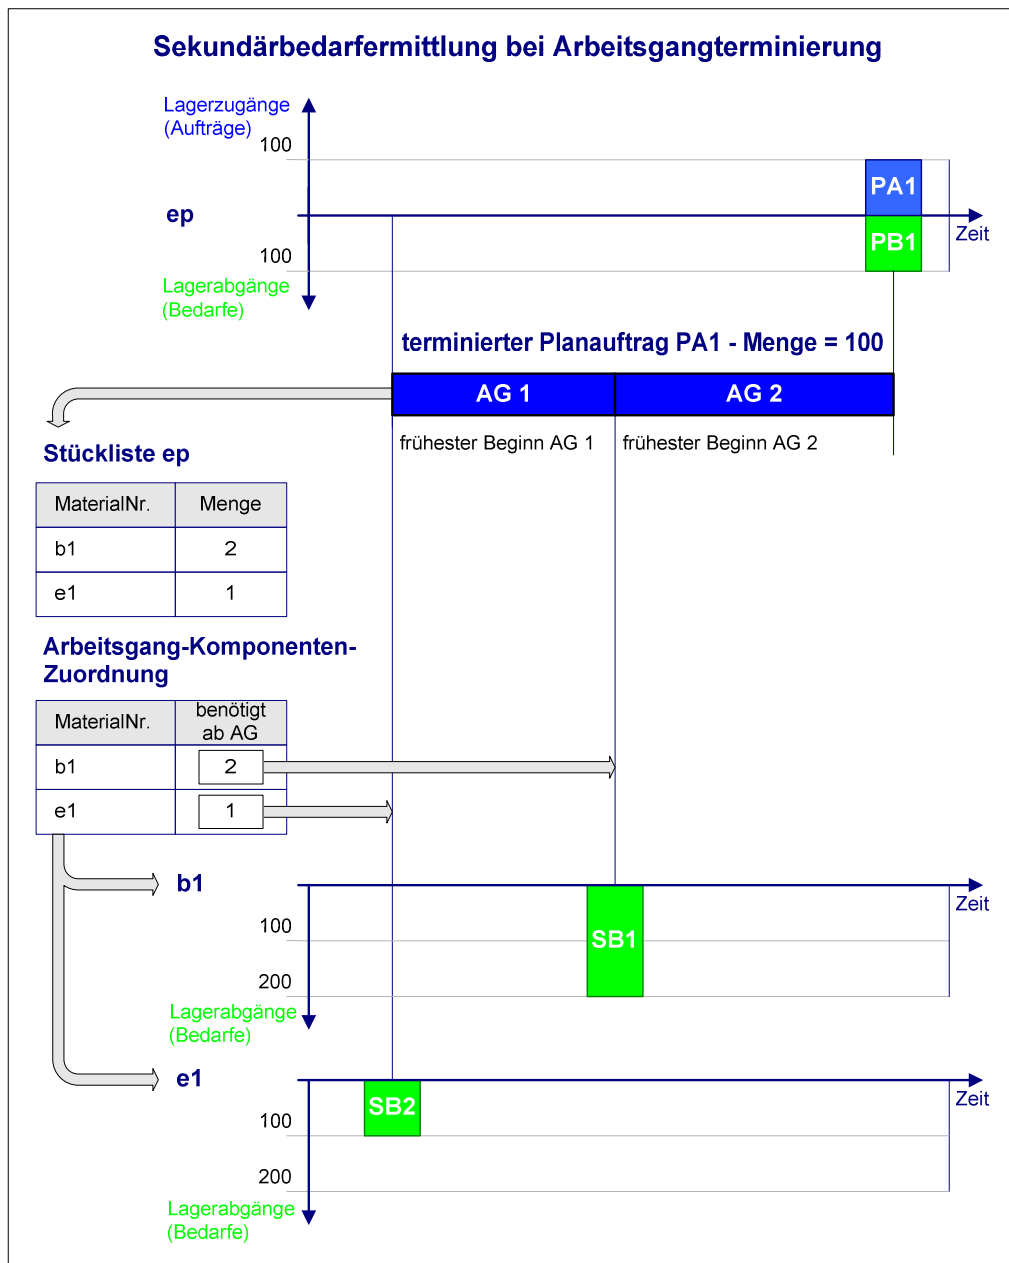 Sekundärbedarfermittlung bei Arbeitsgangterminierung
Lagerzugänge
(Aufträge)
100
PA1
ep
Zeit
PB1
100
Lagerabgänge
(Bedarfe)
terminierter Planauftrag PA1 - Menge = 100
AG 1
AG 2
frühester Beginn AG 1
frühester Beginn AG 2
Stückliste ep
MaterialNr. Menge
b1 2
e1 1
Arbeitsgang-Komponenten-
Zuordnung
MaterialNr. benötigt
ab AG
b1 2
e1 1
b1
Zeit
100
SB1
200
Lagerabgänge
(Bedarfe)
e1
Zeit
SB2
100
200
Lagerabgänge
(Bedarfe)